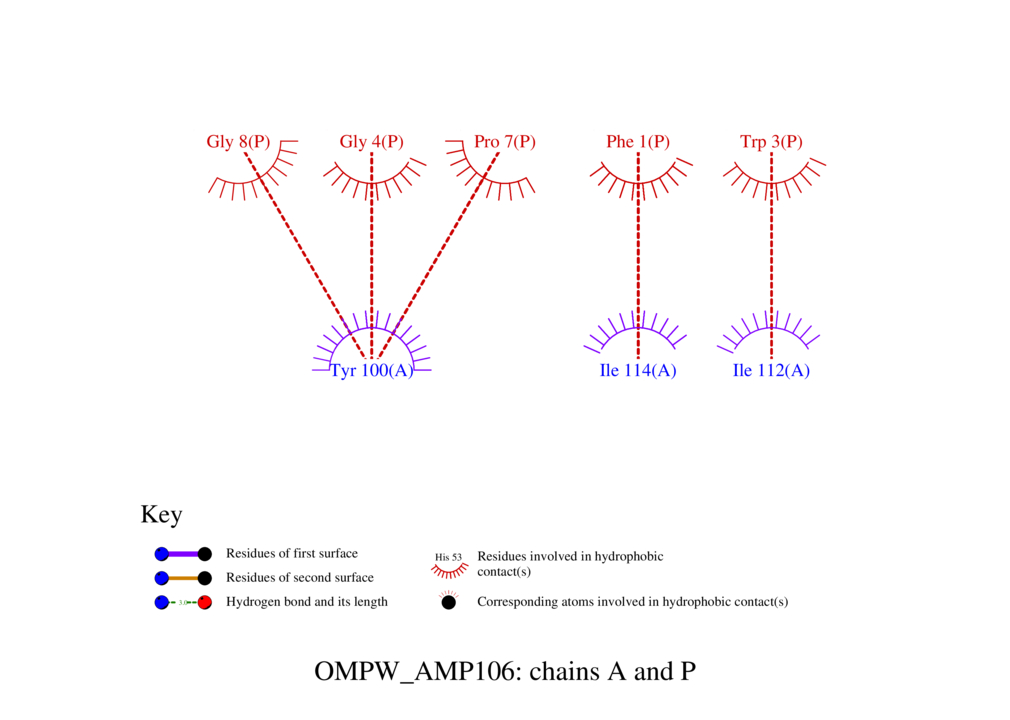 Gly 8(P) Gly 4(P) Pro 7(P) Phe 1(P) Trp 3(P)
Tyr 100(A) Ile 114(A) Ile 112(A)
Key
Residues of first surface
Residues of second surface
3.0
Hydrogen bond and its length
His 53
Residues involved in hydrophobic
contact(s)
Corresponding atoms involved in hydrophobic contact(s)
OMPW_AMP106: chains A and P